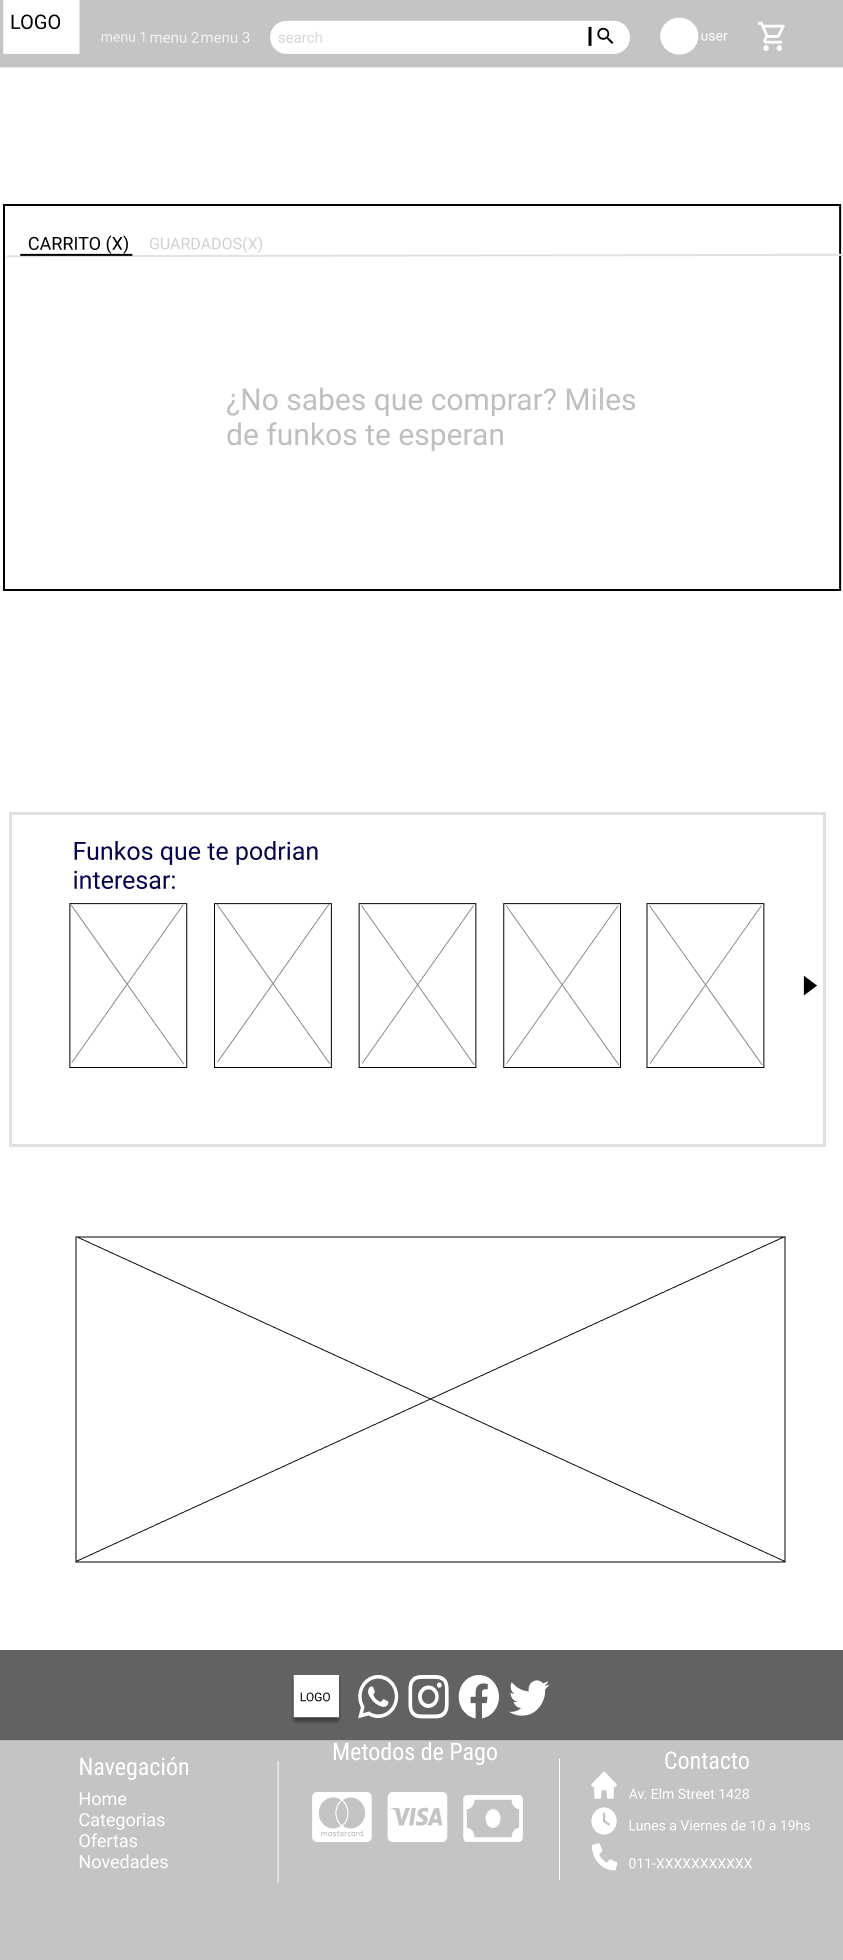 LOGO
menu 1 menu 2 menu 3
search
user
CARRITO (X) GUARDADOS(X)
¿No sabes que comprar? Miles
de funkos te esperan
Funkos que te podrian
interesar:
LOGO
Navegación
Home
Categorias
Ofertas
Novedades
Metodos de Pago
mastercard
VISA
Contacto
Av. Elm Street 1428
Lunes a Viernes de 10 a 19hs
011-XXXXXXXXXXX